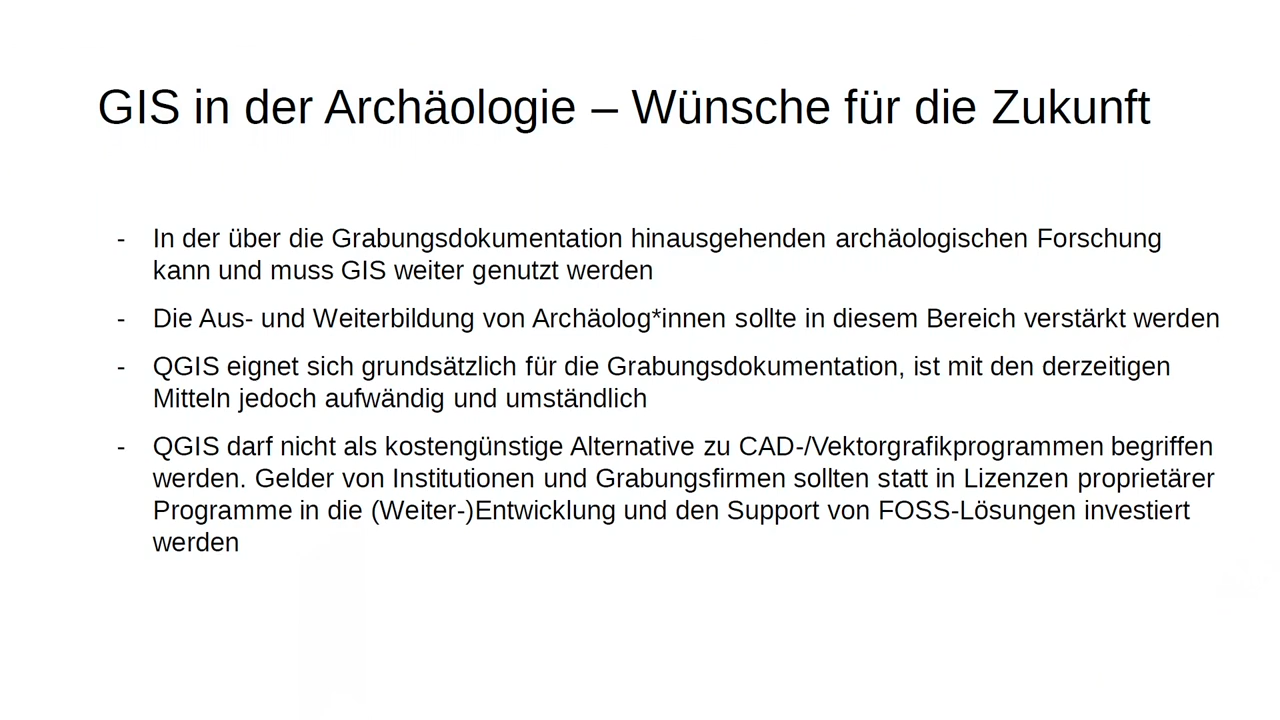 GIS in der Archäologie – Wünsche für die Zukunft
- In der über die Grabungsdokumentation hinausgehenden archäologischen Forschung
kann und muss GIS weiter genutzt werden
- Die Aus- und Weiterbildung von Archäolog*innen sollte in diesem Bereich verstärkt werden
- QGIS eignet sich grundsätzlich für die Grabungsdokumentation, ist mit den derzeitigen
Mitteln jedoch aufwändig und umständlich
- QGIS darf nicht als kostengünstige Alternative zu CAD-/Vektorgrafikprogrammen begriffen
werden. Gelder von Institutionen und Grabungsfirmen sollten statt in Lizenzen proprietärer
Programme in die (Weiter-)Entwicklung und den Support von FOSS-Lösungen investiert
werden